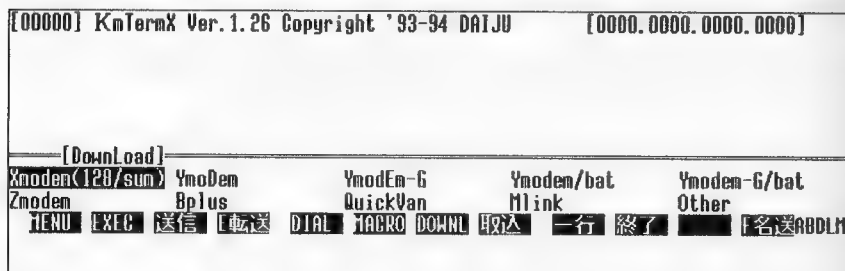 [00000] KmTermX Ver.1.26 Copyright '93-94 DAIJU [0000.0000.0000.0000]
[DownLoad]
Xmodem(128/sum) YmoDem YmodEm-G Ymodem/bat Ymodem-G/bat
Zmodem Bplus QuickVan Mlink Other
MENU EXEC 送信 E転送 DIAL MACRO DOWNL 取込 一行 終了 F名送ABDLM